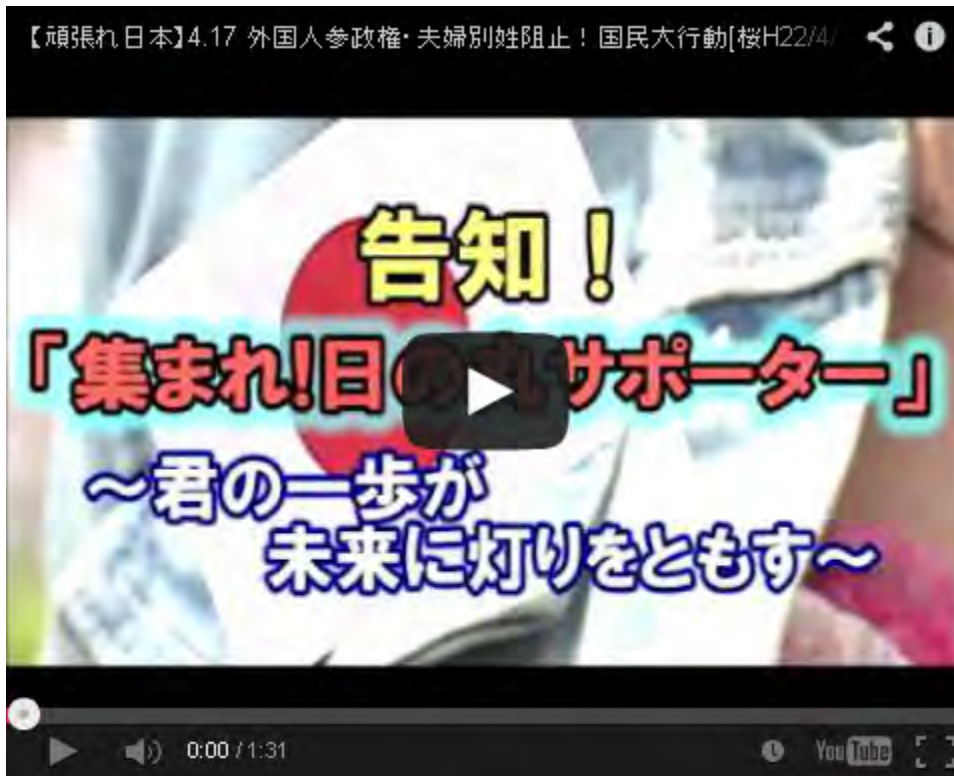 【頑張れ日本】4.17 外国人参政権・夫婦別姓阻止！国民大行動[桜H22/4/
告知！
「集まれ!日の サポーター」
～君の一歩が
未来に灯りをともす～
0:00 / 1:31
YouTube